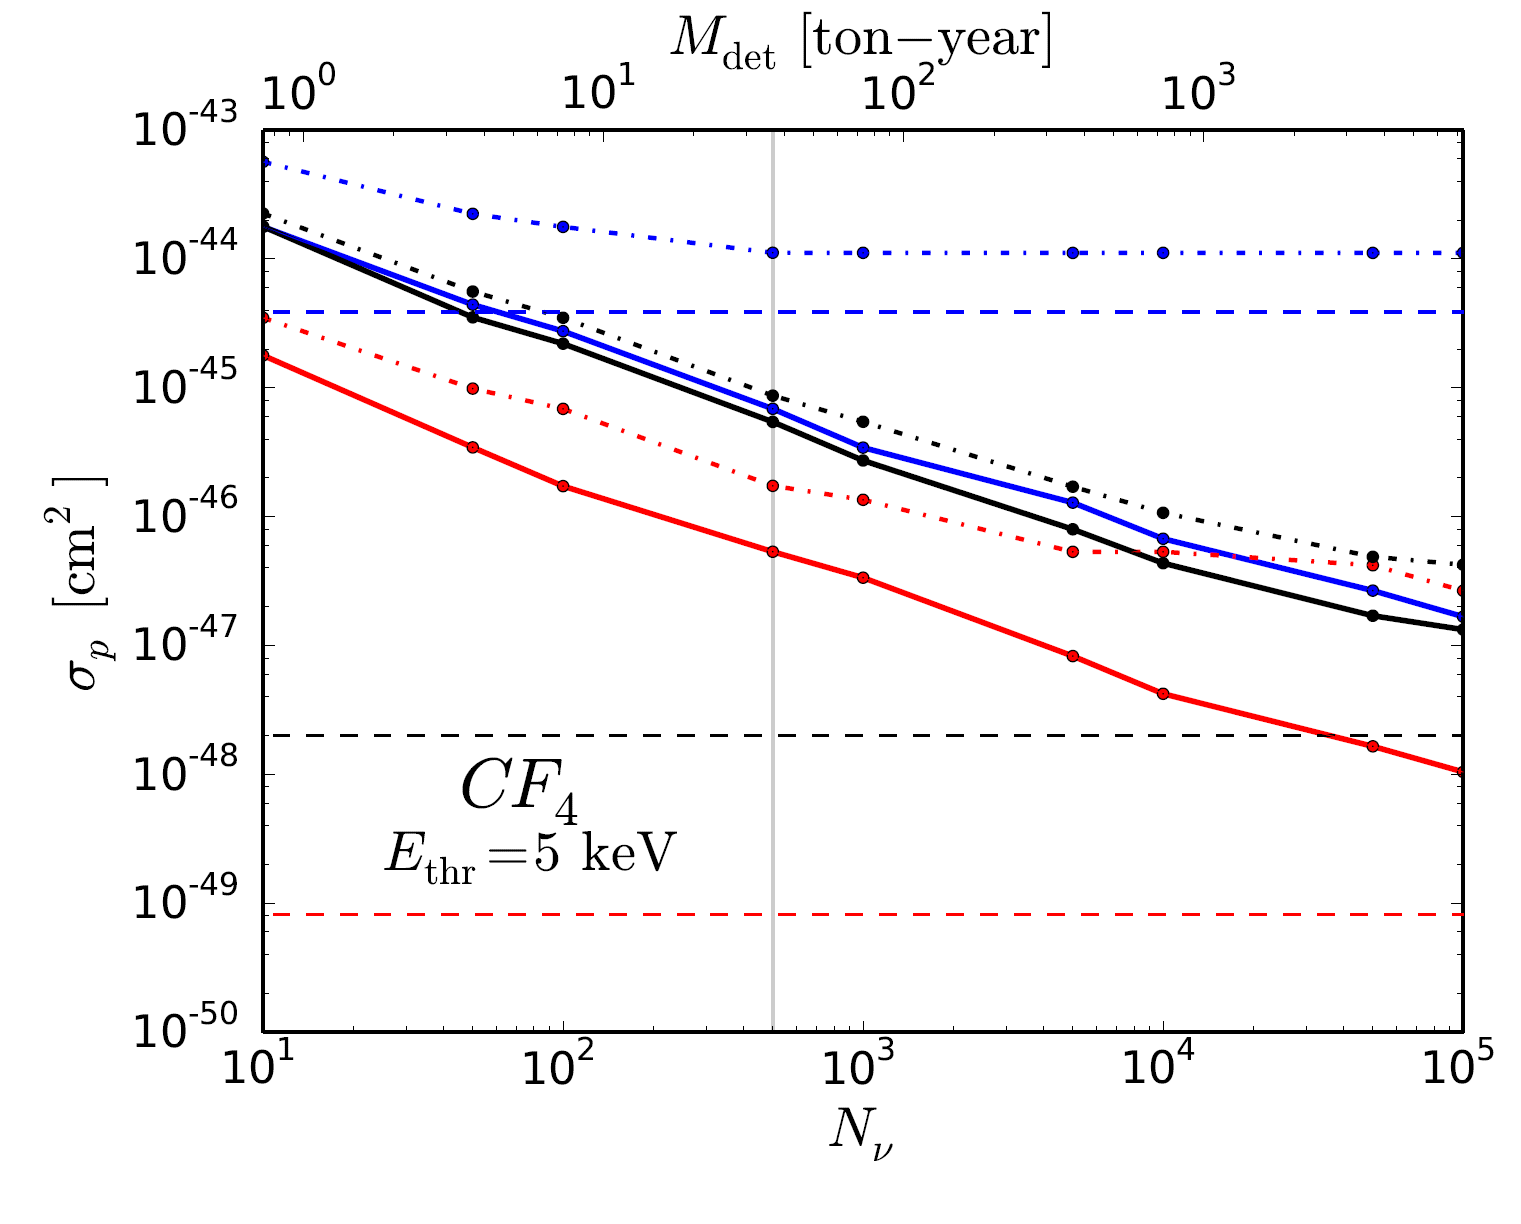 M_det [ton−year]
10^0 10^1 10^2 10^3
10^-43
10^-44
10^-45
10^-46
10^-47
10^-48
10^-49
10^-50
σ_p [cm^2]
CF_4
E_thr=5 keV
10^1 10^2 10^3 10^4 10^5
N_ν